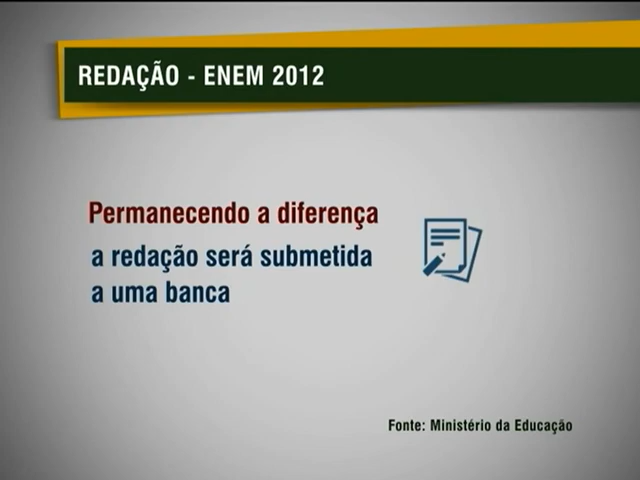 REDAÇÃO - ENEM 2012
Permanecendo a diferença
a redação será submetida
a uma banca
Fonte: Ministério da Educação